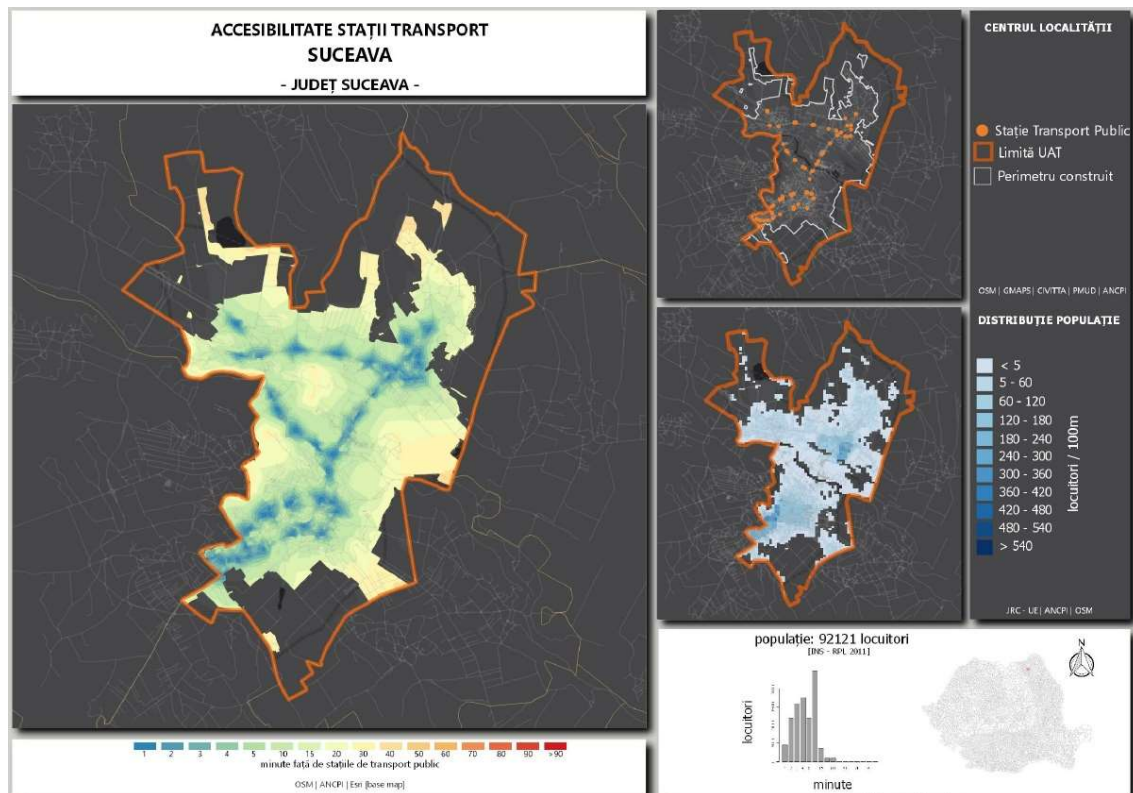 ACCESIBILITATE STAȚII TRANSPORT
SUCEAVA
- JUDEȚ SUCEAVA -
1 2 3 4 5 10 15 20 30 40 50 60 70 80 90 >90
minute față de stațiile de transport public
OSM | ANCPI | Esri [base map]
CENTRUL LOCALITĂȚII
Stație Transport Public
Limită UAT
Perimetru construit
OSM | GMAPS | CIVITTA | PMUD | ANCPI
DISTRIBUȚIE POPULAȚIE
< 5
5 - 60
60 - 120
120 - 180
180 - 240
240 - 300
300 - 360
360 - 420
420 - 480
480 - 540
> 540
locuitori / 100m
JRC - UE | ANCPI | OSM
populație: 92121 locuitori
[INS - RPL 2011]
locuitori
minute
N